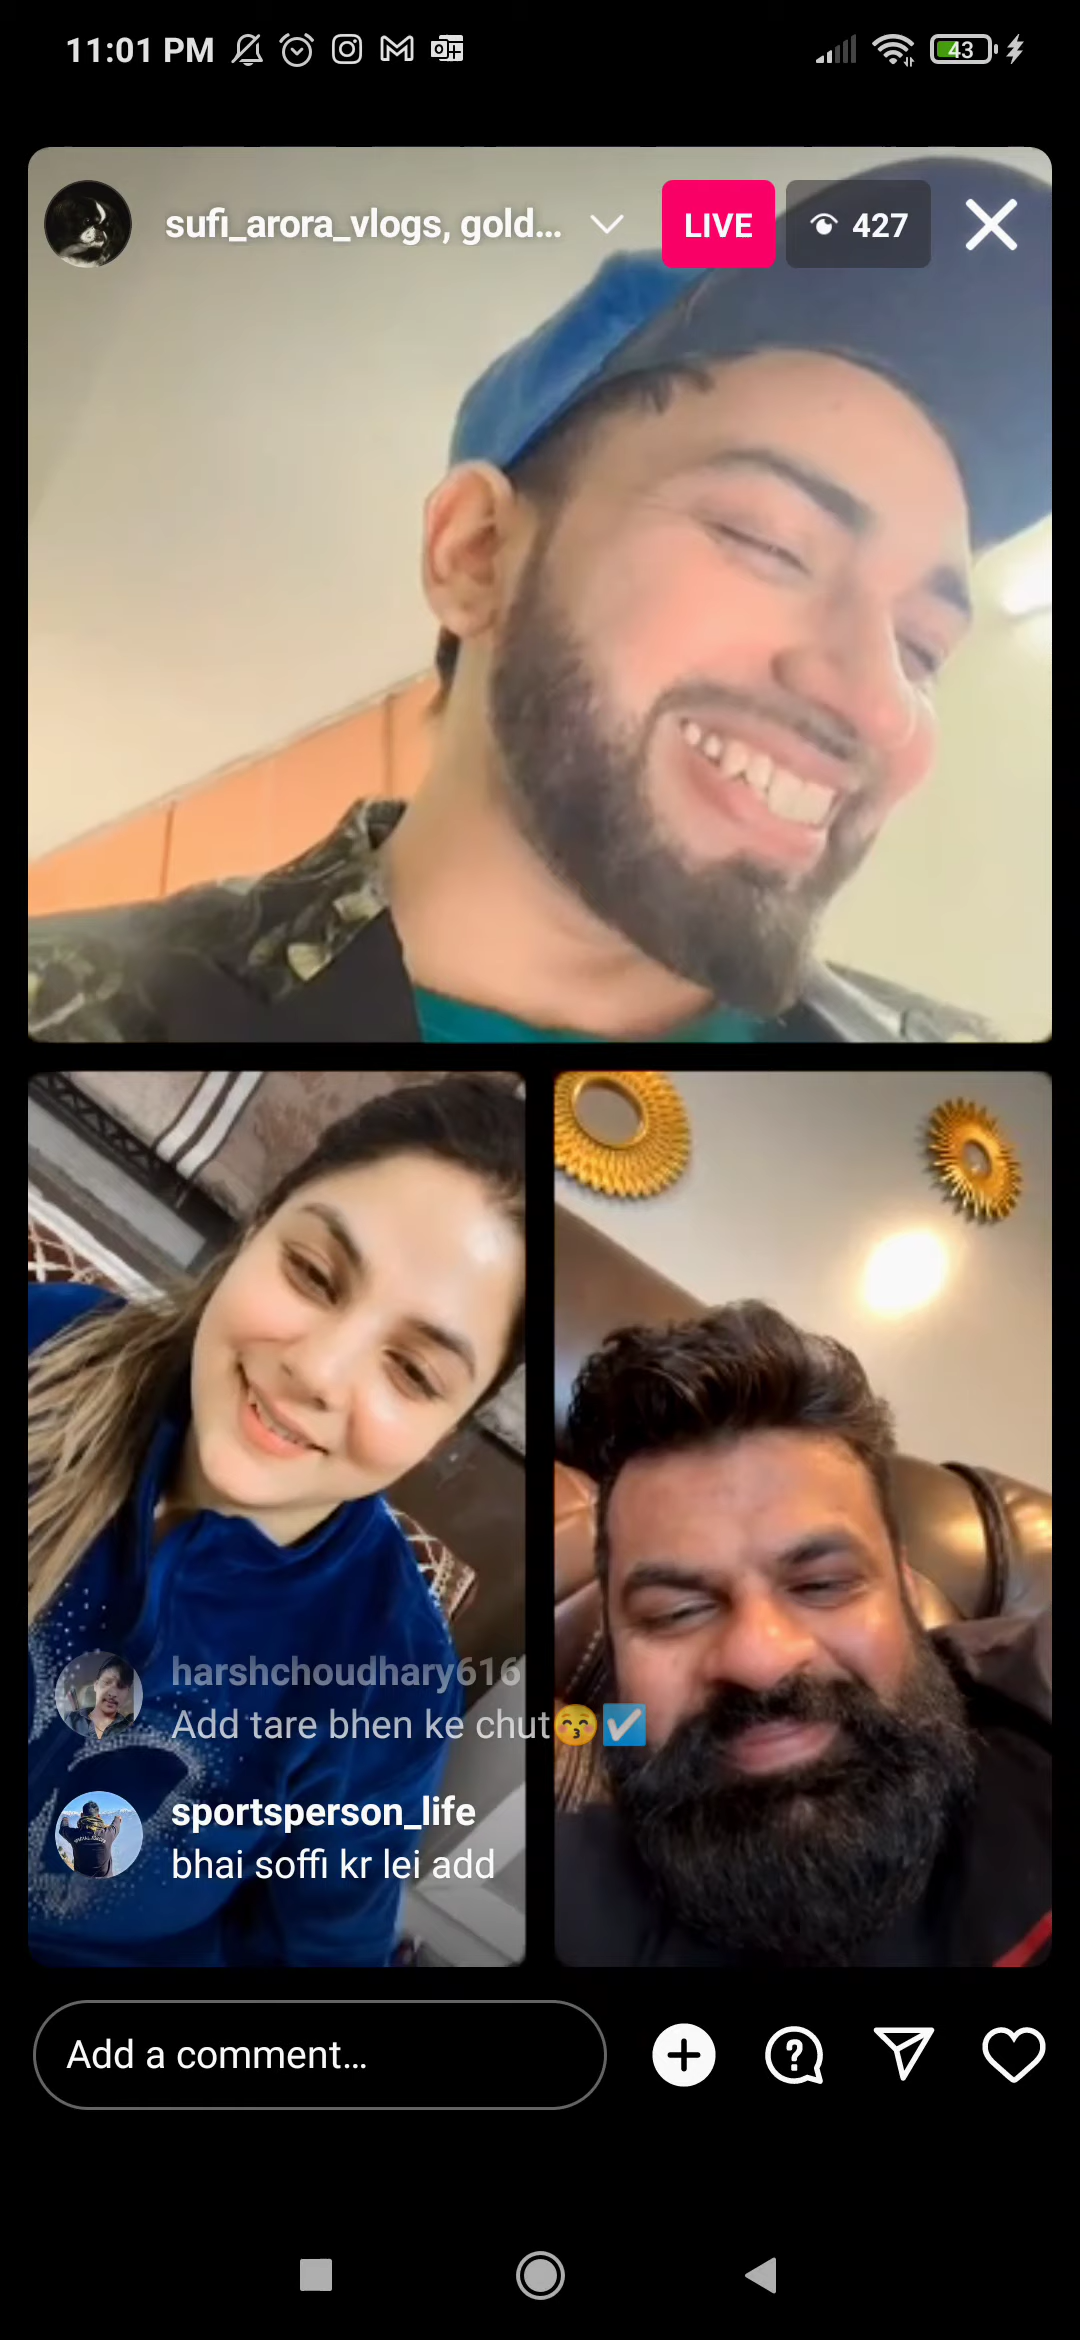 11:01 PM
43
sufi_arora_vlogs, gold...
LIVE
427
harshchoudhary616
Add tare bhen ke chut😚☑️
sportsperson_life
bhai soffi kr lei add
Add a comment...